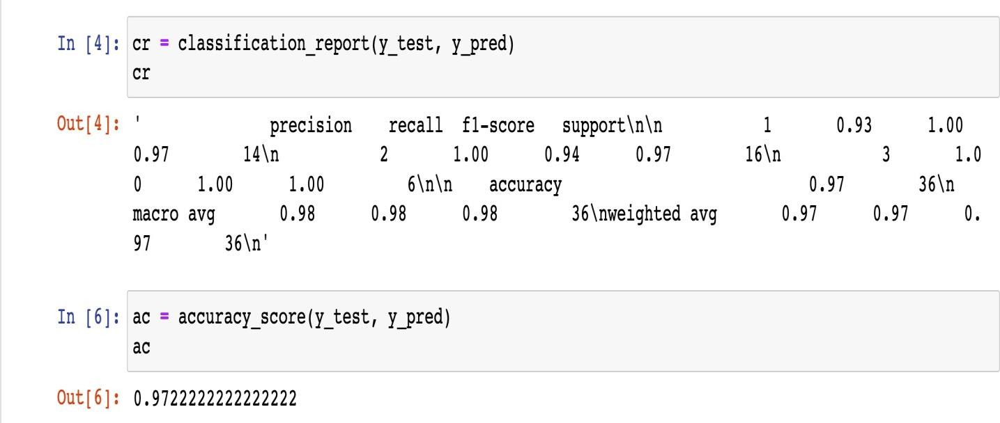 In [4]: cr = classification_report(y_test, y_pred)
cr
Out[4]: '              precision    recall  f1-score   support\n\n           1       0.93      1.00
0.97        14\n           2       1.00      0.94      0.97        16\n           3       1.0
0      1.00      1.00         6\n\n    accuracy                           0.97        36\n
macro avg       0.98      0.98      0.98        36\nweighted avg       0.97      0.97      0.
97        36\n'
In [6]: ac = accuracy_score(y_test, y_pred)
ac
Out[6]: 0.9722222222222222